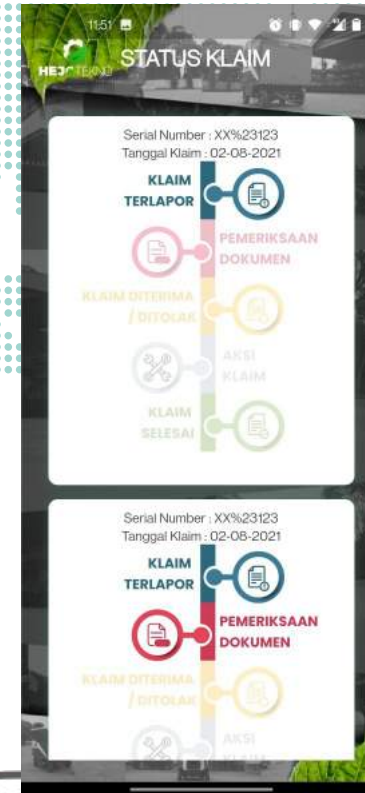 11:51
HEJOTEKNO
STATUS KLAIM
Serial Number : XX%23123
Tanggal Klaim : 02-08-2021
KLAIM
TERLAPOR
PEMERIKSAAN
DOKUMEN
KLAIM DITERIMA
/ DITOLAK
AKSI
KLAIM
KLAIM
SELESAI
Serial Number : XX%23123
Tanggal Klaim : 02-08-2021
KLAIM
TERLAPOR
PEMERIKSAAN
DOKUMEN
KLAIM DITERIMA
/ DITOLAK
AKSI
KLAIM